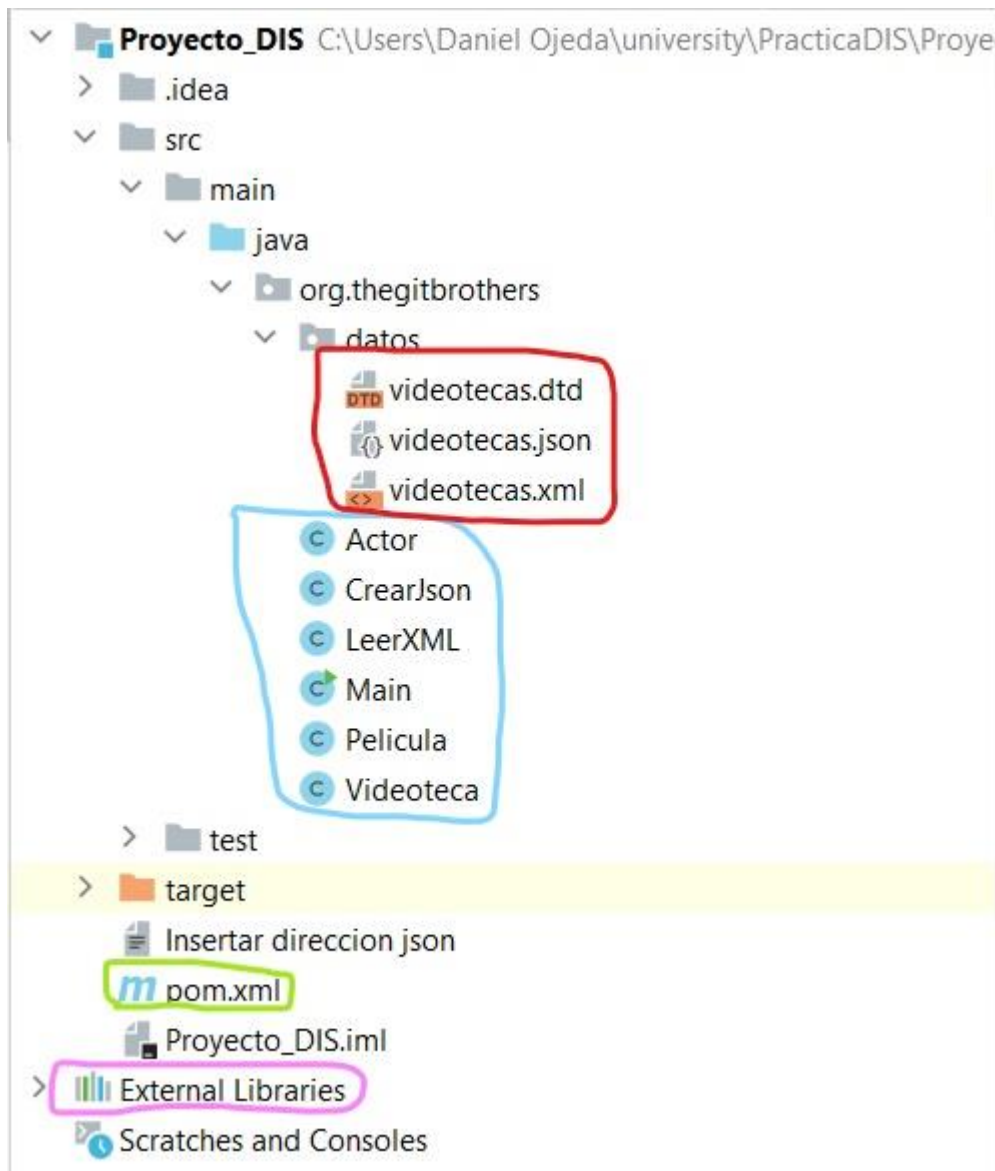 Proyecto_DIS C:\Users\Daniel Ojeda\university\PracticaDIS\Proye
.idea
src
main
java
org.thegitbrothers
datos
DTD videotecas.dtd
{} videotecas.json
<> videotecas.xml
C Actor
C CrearJson
C LeerXML
C Main
C Pelicula
C Videoteca
test
target
Insertar direccion json
m pom.xml
Proyecto_DIS.iml
External Libraries
Scratches and Consoles